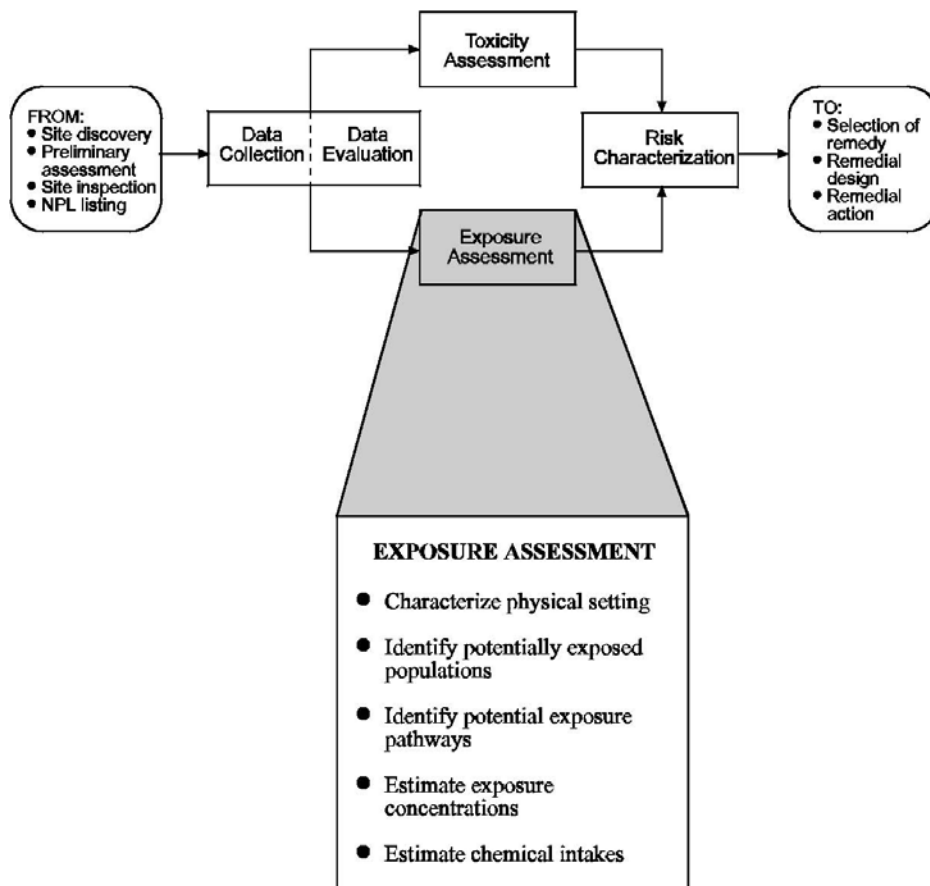 Toxicity
Assessment
FROM:
● Site discovery
● Preliminary
assessment
● Site inspection
● NPL listing
Data
Collection
Data
Evaluation
Risk
Characterization
TO:
● Selection of
remedy
● Remedial
design
● Remedial
action
Exposure
Assessment
EXPOSURE ASSESSMENT
● Characterize physical setting
● Identify potentially exposed
populations
● Identify potential exposure
pathways
● Estimate exposure
concentrations
● Estimate chemical intakes